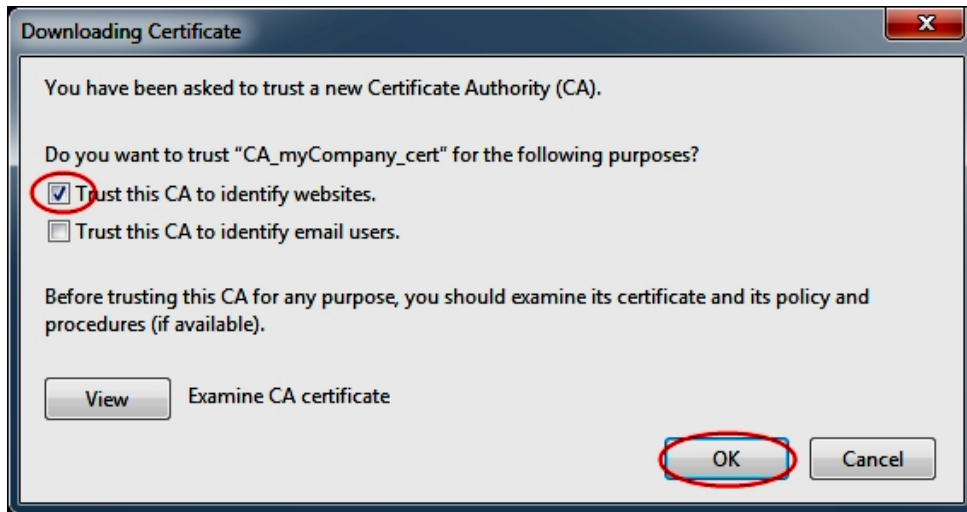 Downloading Certificate
You have been asked to trust a new Certificate Authority (CA).
Do you want to trust "CA_myCompany_cert" for the following purposes?
Trust this CA to identify websites.
Trust this CA to identify email users.
Before trusting this CA for any purpose, you should examine its certificate and its policy and
procedures (if available).
View Examine CA certificate
OK Cancel